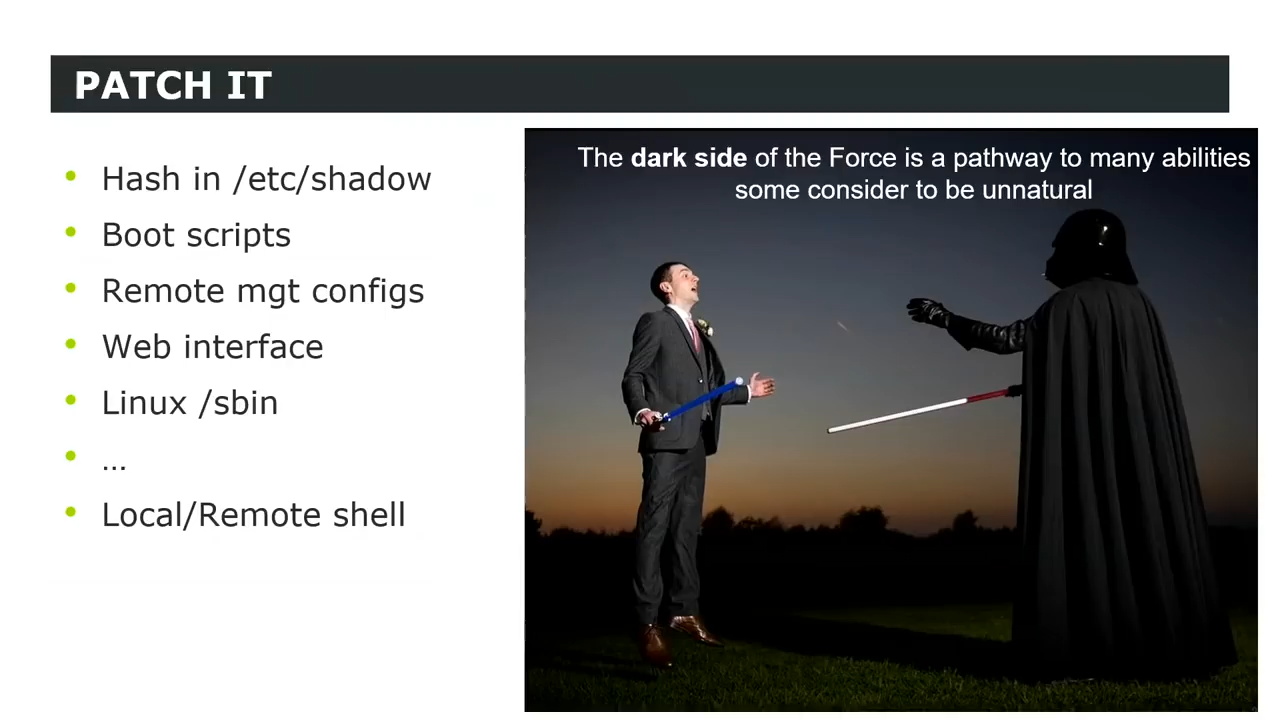 PATCH IT
Hash in /etc/shadow
Boot scripts
Remote mgt configs
Web interface
Linux /sbin
…
Local/Remote shell
The dark side of the Force is a pathway to many abilities
some consider to be unnatural